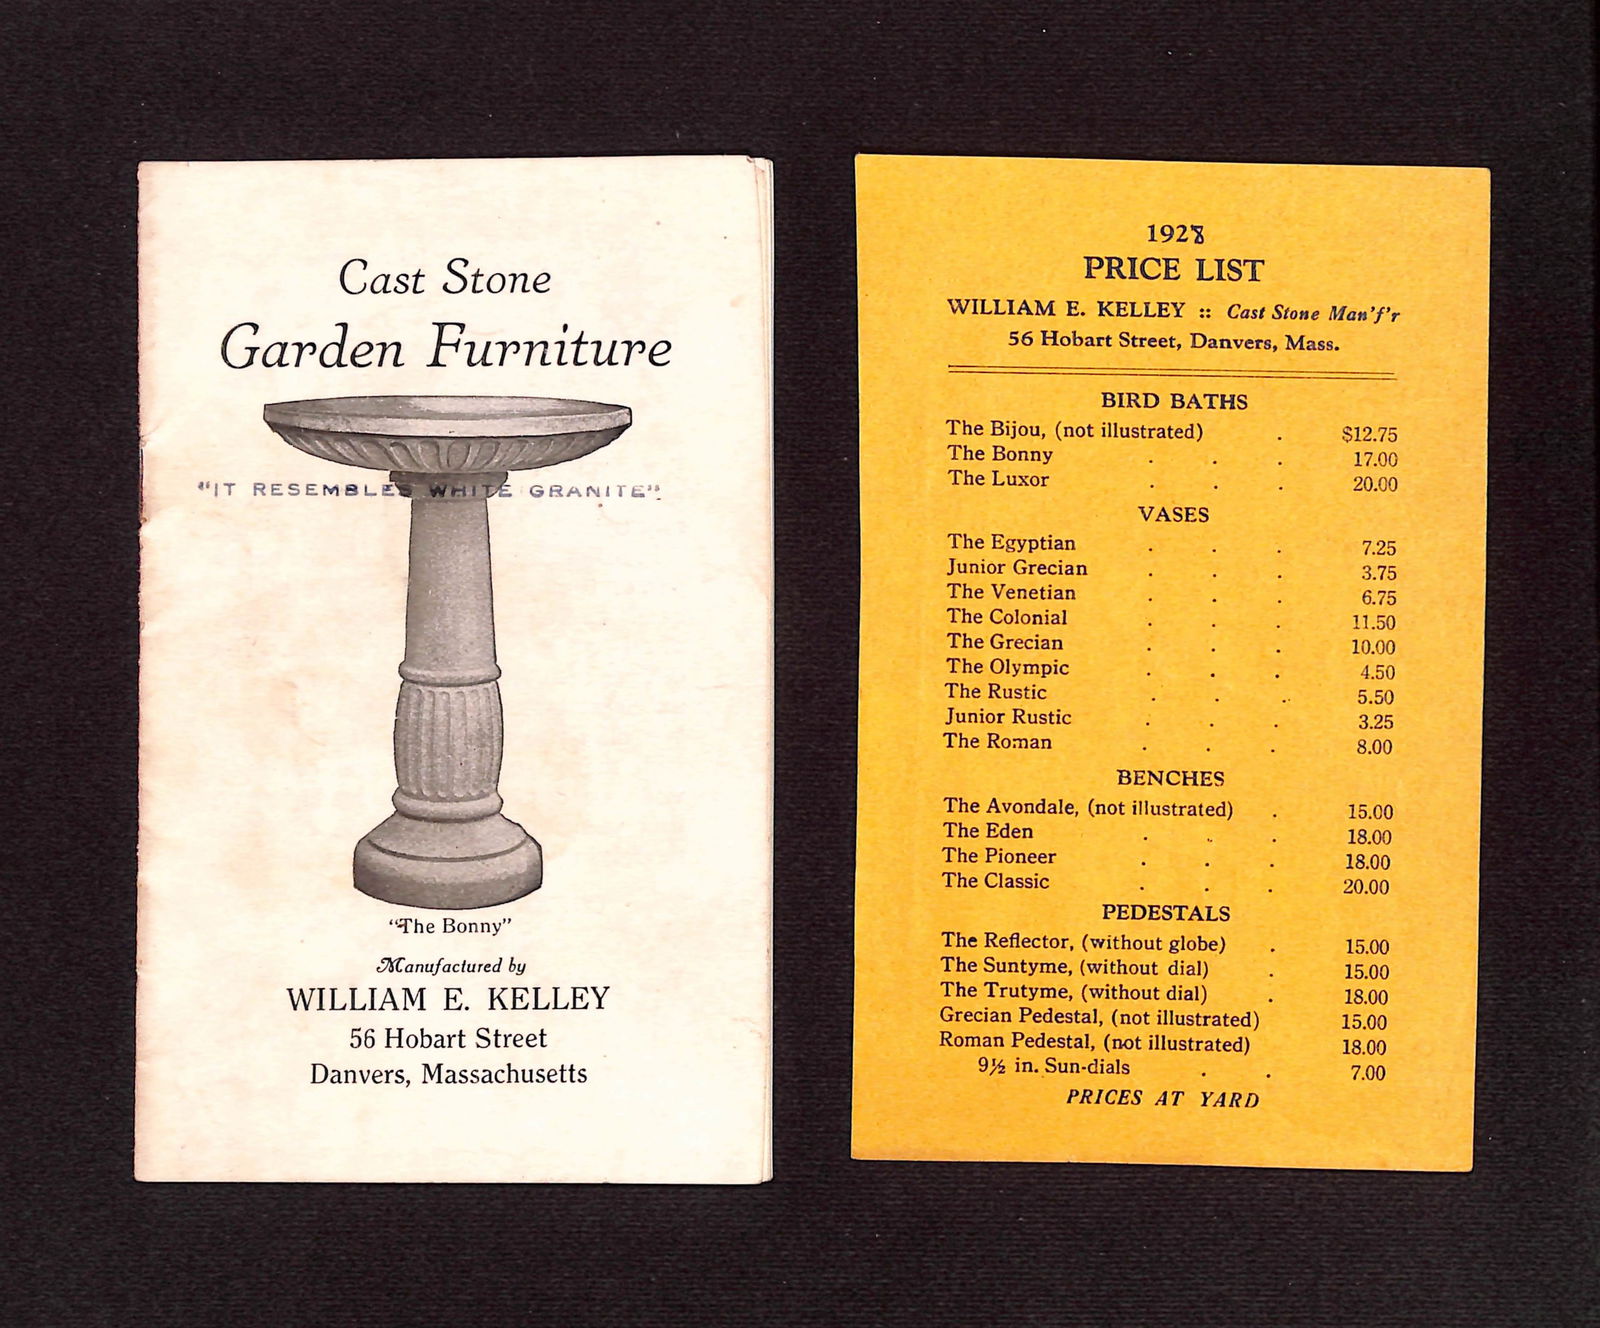 Cast Stone
Garden Furniture
"IT RESEMBLES WHITE GRANITE"
"The Bonny"
Manufactured by
WILLIAM E. KELLEY
56 Hobart Street
Danvers, Massachusetts
1928
PRICE LIST
WILLIAM E. KELLEY :: Cast Stone Man'f'r
56 Hobart Street, Danvers, Mass.
BIRD BATHS
The Bijou, (not illustrated) . $12.75
The Bonny . . . 17.00
The Luxor . . . 20.00
VASES
The Egyptian . . . 7.25
Junior Grecian . . . 3.75
The Venetian . . . 6.75
The Colonial . . . 11.50
The Grecian . . . 10.00
The Olympic . . . 4.50
The Rustic . . . 5.50
Junior Rustic . . . 3.25
The Roman . . . 8.00
BENCHES
The Avondale, (not illustrated) . 15.00
The Eden . . . 18.00
The Pioneer . . . 18.00
The Classic . . . 20.00
PEDESTALS
The Reflector, (without globe) . 15.00
The Suntyme, (without dial) . 15.00
The Trutyme, (without dial) . 18.00
Grecian Pedestal, (not illustrated) 15.00
Roman Pedestal, (not illustrated) 18.00
9½ in. Sun-dials . . 7.00
PRICES AT YARD